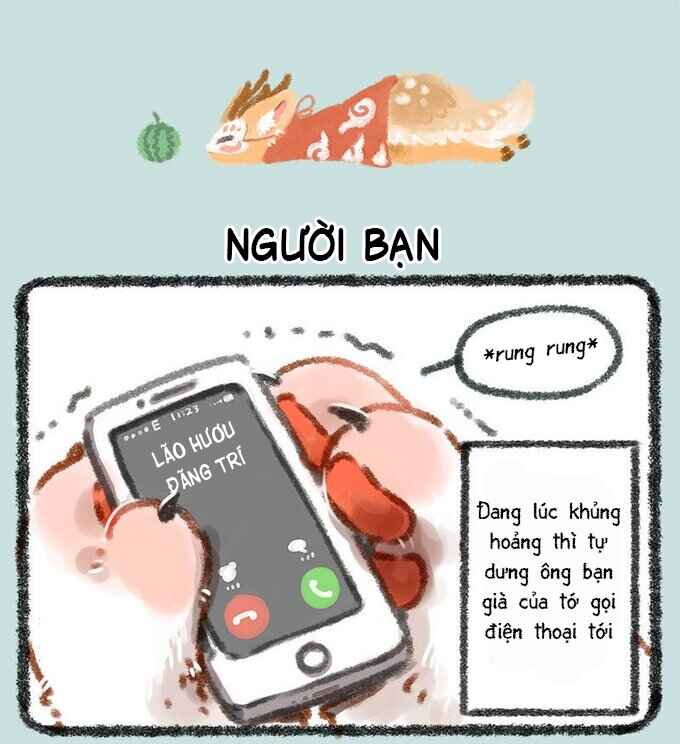 NGƯỜI BẠN
*rung rung*
E 11:23
LÃO HƯƠU
ĐÃNG TRÍ
Đang lúc khủng
hoảng thì tự
dưng ông bạn
già của tớ gọi
điện thoại tới